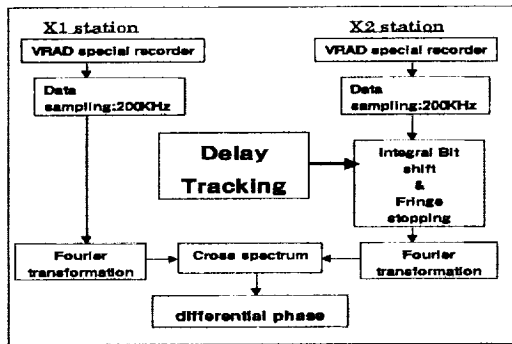 X1 station
VRAD special recorder
Data
sampling:200KHz
X2 station
VRAD special recorder
Data
sampling:200KHz
Delay
Tracking
Integral Bit
shift
&
Fringe
stopping
Fourier
transformation
Cross spectrum
Fourier
transformation
differential phase